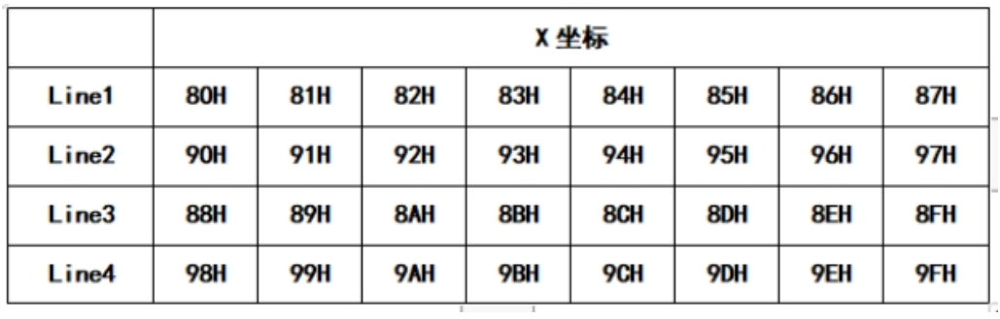 X 坐标
Line1 80H 81H 82H 83H 84H 85H 86H 87H
Line2 90H 91H 92H 93H 94H 95H 96H 97H
Line3 88H 89H 8AH 8BH 8CH 8DH 8EH 8FH
Line4 98H 99H 9AH 9BH 9CH 9DH 9EH 9FH